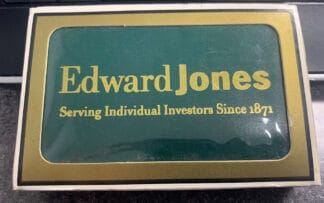 Edward Jones
Serving Individual Investors Since 1871